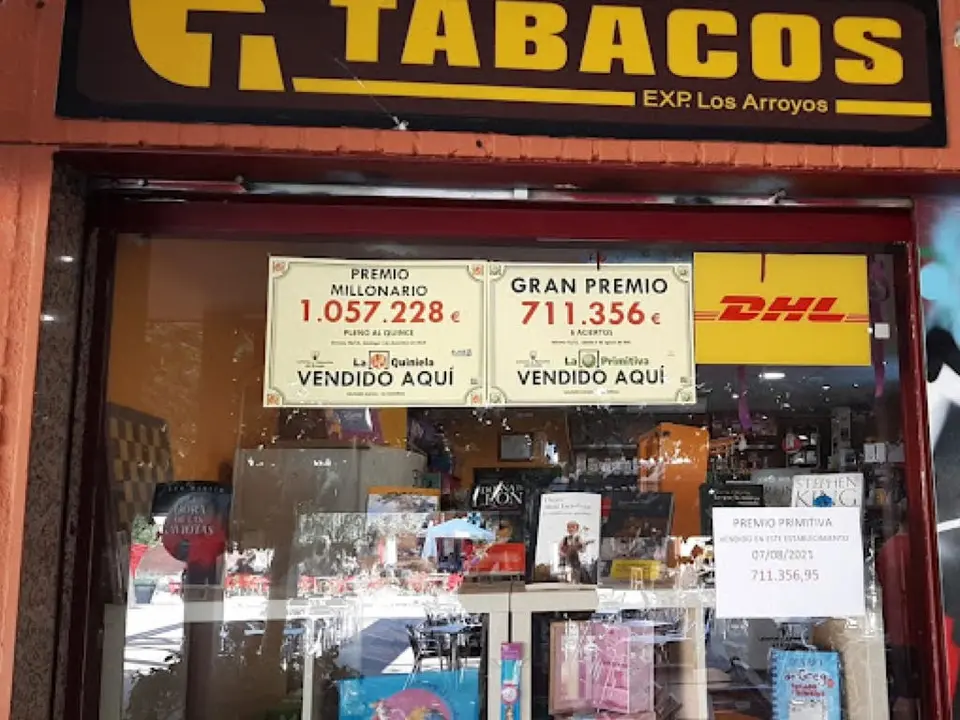 TABACOS
EXP. Los Arroyos
PREMIO
MILLONARIO
1.057.228 €
PLENO AL QUINCE
La Quiniela
VENDIDO AQUÍ
GRAN PREMIO
711.356 €
6 ACIERTOS
La Primitiva
VENDIDO AQUÍ
DHL
STEPHEN
KING
PREMIO PRIMITIVA
VENDIDO EN ESTE ESTABLECIMIENTO
07/08/2021
711.356,95
de Greg